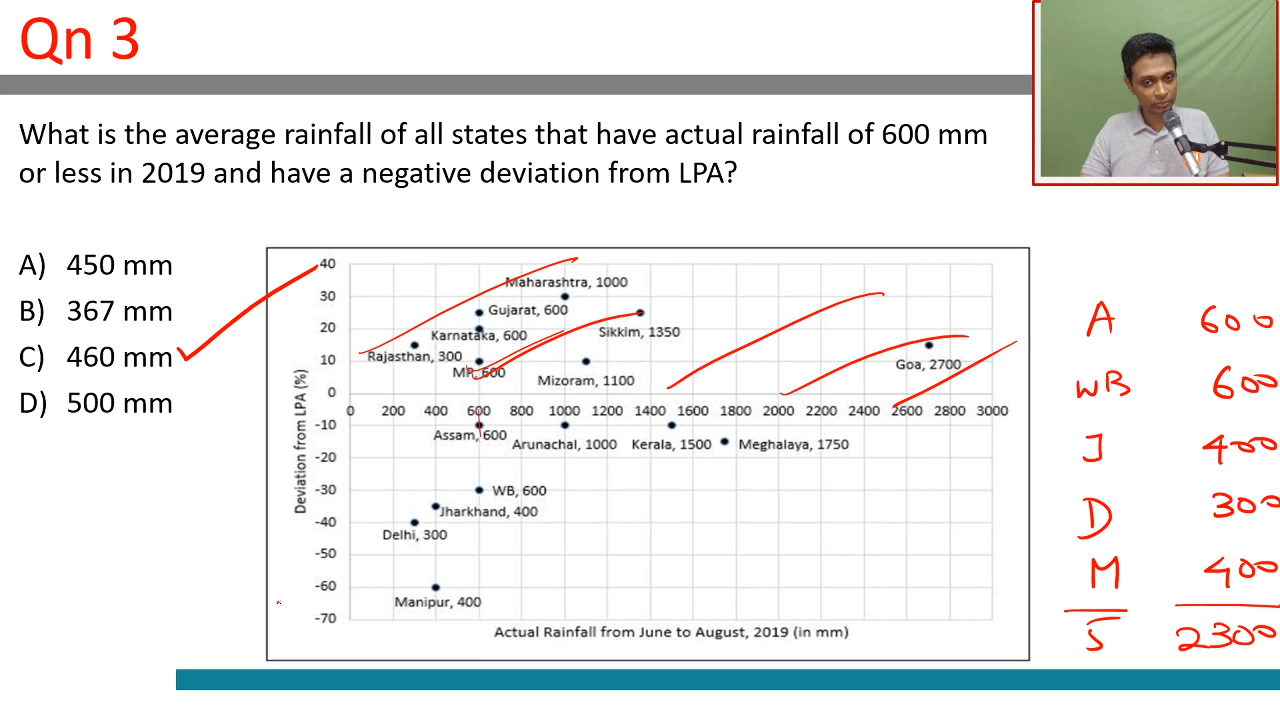 Qn 3
What is the average rainfall of all states that have actual rainfall of 600 mm
or less in 2019 and have a negative deviation from LPA?
A) 450 mm
B) 367 mm
C) 460 mm
D) 500 mm
Deviation from LPA (%)
40
30
20
10
0
-10
-20
-30
-40
-50
-60
-70
Maharashtra, 1000
Gujarat, 600
Karnataka, 600
Sikkim, 1350
Rajasthan, 300
MP, 600
Mizoram, 1100
Goa, 2700
0 200 400 600 800 1000 1200 1400 1600 1800 2000 2200 2400 2600 2800 3000
Assam, 600
Arunachal, 1000
Kerala, 1500
Meghalaya, 1750
WB, 600
Jharkhand, 400
Delhi, 300
Manipur, 400
Actual Rainfall from June to August, 2019 (in mm)
A 600
WB 600
J 400
D 300
M 400
5 2300